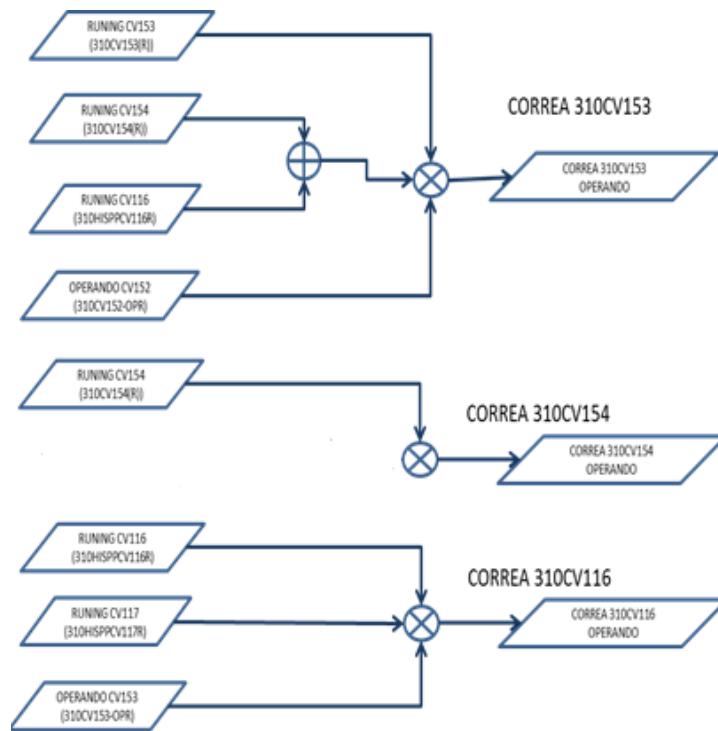 RUNING CV153
(310CV153(R))
RUNING CV154
(310CV154(R))
CORREA 310CV153
CORREA 310CV153
OPERANDO
RUNING CV116
(310HISPPCV116R)
OPERANDO CV152
(310CV152-OPR)
RUNING CV154
(310CV154(R))
CORREA 310CV154
CORREA 310CV154
OPERANDO
RUNING CV116
(310HISPPCV116R)
CORREA 310CV116
RUNING CV117
(310HISPPCV117R)
CORREA 310CV116
OPERANDO
OPERANDO CV153
(310CV153-OPR)